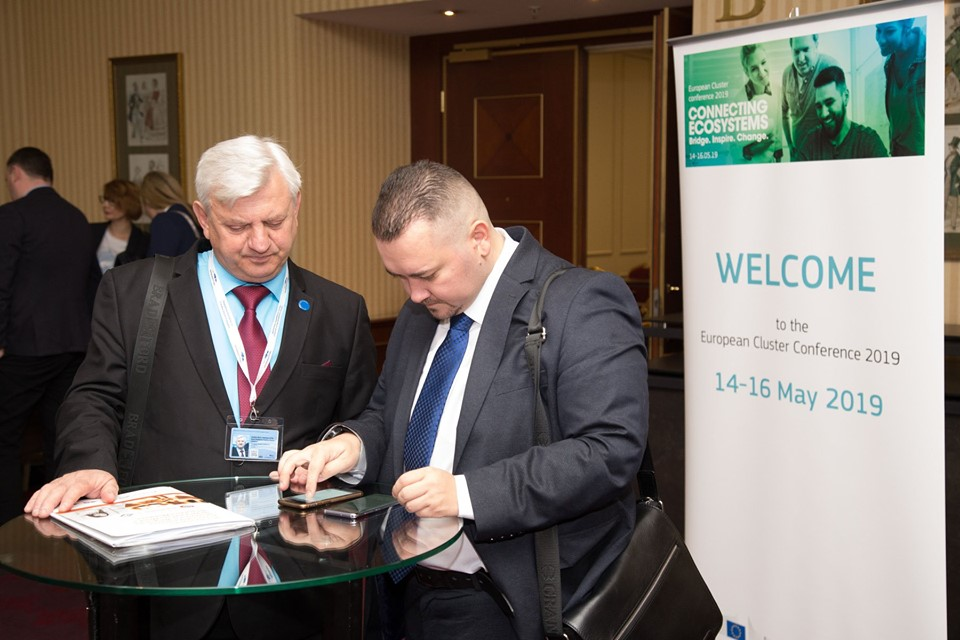 European Cluster
conference 2019
CONNECTING
ECOSYSTEMS
Bridge. Inspire. Change.
14-16.05.19
WELCOME
to the
European Cluster Conference 2019
14-16 May 2019